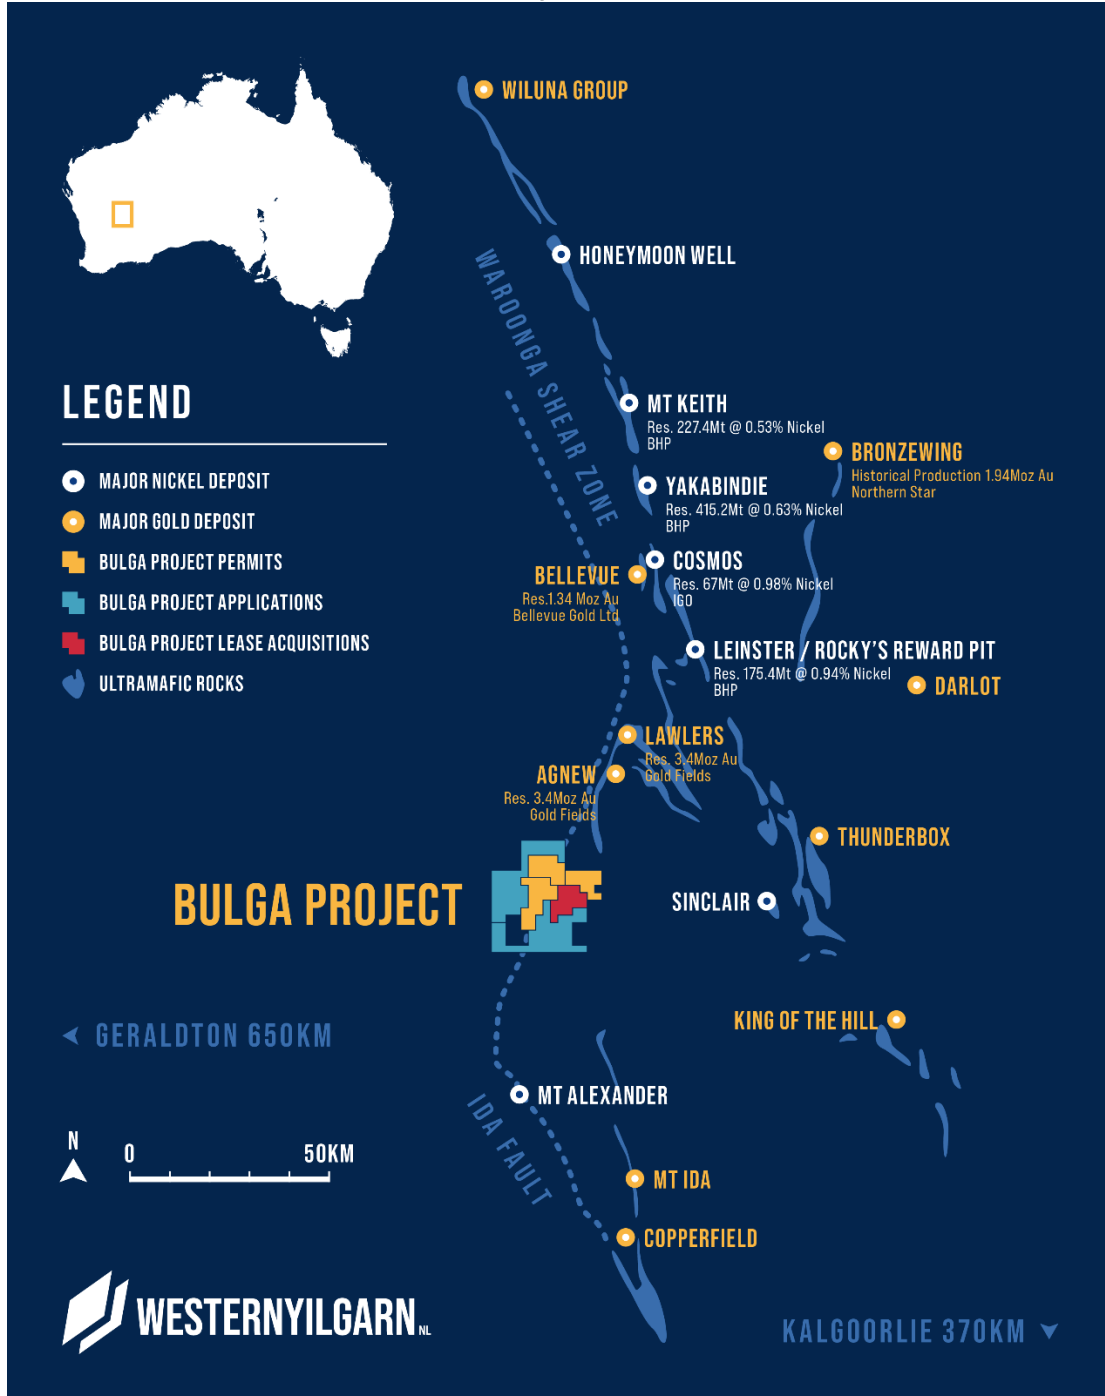 WILUNA GROUP
HONEYMOON WELL
WAROONGA SHEAR ZONE
LEGEND
MAJOR NICKEL DEPOSIT
MAJOR GOLD DEPOSIT
BULGA PROJECT PERMITS
BULGA PROJECT APPLICATIONS
BULGA PROJECT LEASE ACQUISITIONS
ULTRAMAFIC ROCKS
MT KEITH
Res. 227.4Mt @ 0.53% Nickel
BHP
BRONZEWING
Historical Production 1.94Moz Au
Northern Star
YAKABINDIE
Res. 415.2Mt @ 0.63% Nickel
BHP
COSMOS
Res. 67Mt @ 0.98% Nickel
IGO
BELLEVUE
Res.1.34 Moz Au
Bellevue Gold Ltd
LEINSTER / ROCKY'S REWARD PIT
Res. 175.4Mt @ 0.94% Nickel
BHP
DARLOT
LAWLERS
Res. 3.4Moz Au
Gold Fields
AGNEW
Res. 3.4Moz Au
Gold Fields
THUNDERBOX
BULGA PROJECT
SINCLAIR
KING OF THE HILL
GERALDTON 650KM
MT ALEXANDER
IDA FAULT
N
0 50KM
MT IDA
COPPERFIELD
WESTERNYILGARN NL
KALGOORLIE 370KM